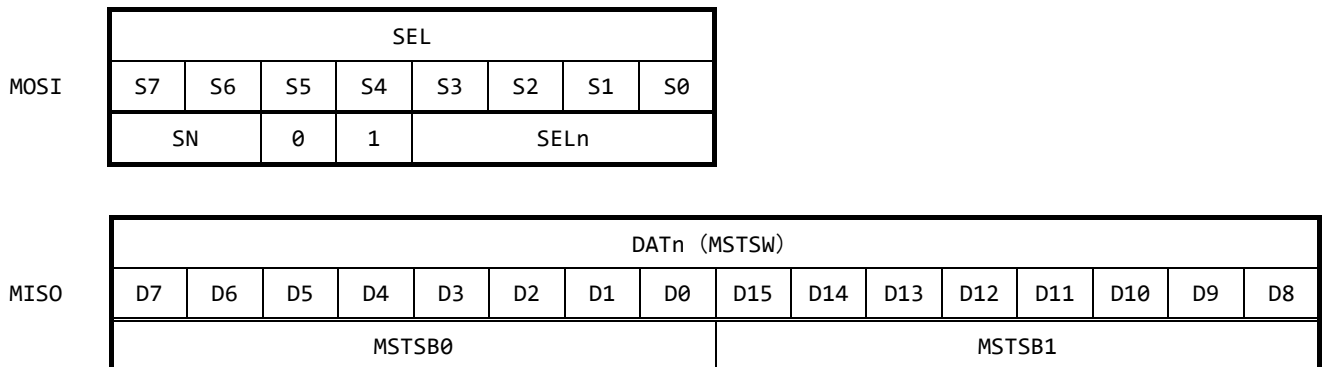 SEL
MOSI S7 S6 S5 S4 S3 S2 S1 S0
SN 0 1 SELn
DATn（MSTSW）
MISO D7 D6 D5 D4 D3 D2 D1 D0 D15 D14 D13 D12 D11 D10 D9 D8
MSTSB0 MSTSB1